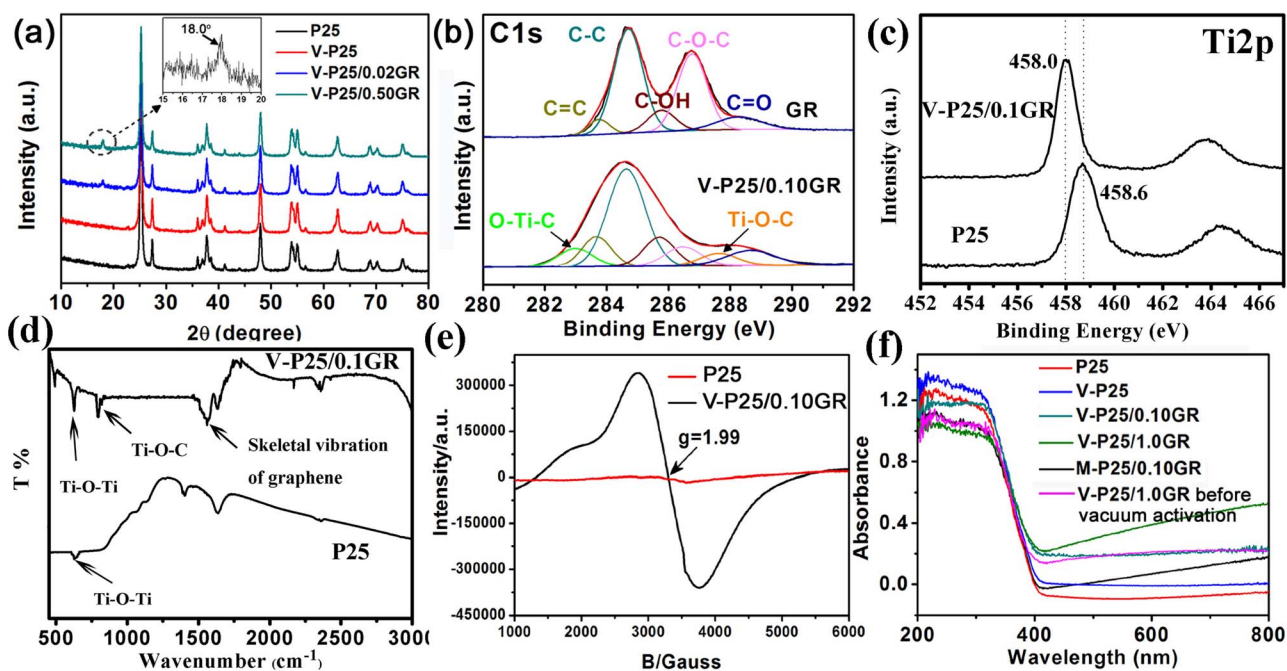 (a)
18.0°
15 16 17 18 19 20
P25
V-P25
V-P25/0.02GR
V-P25/0.50GR
Intensity (a.u.)
10 20 30 40 50 60 70 80
2θ (degree)
(b)
C1s
C-C
C-O-C
C=C
C-OH
C=O
GR
V-P25/0.10GR
O-Ti-C
Ti-O-C
Intensity (a.u.)
280 282 284 286 288 290 292
Binding Energy (eV)
(c)
Ti2p
458.0
V-P25/0.1GR
458.6
P25
Intensity (a.u.)
452 454 456 458 460 462 464 466
Binding Energy (eV)
(d)
V-P25/0.1GR
Ti-O-C
Skeletal vibration
of graphene
Ti-O-Ti
P25
Ti-O-Ti
T %
500 1000 1500 2000 2500 3000
Wavenumber (cm-1)
(e)
P25
V-P25/0.10GR
g=1.99
Intensity/a.u.
300000
150000
0
-150000
-300000
-450000
1000 2000 3000 4000 5000 6000
B/Gauss
(f)
P25
V-P25
V-P25/0.10GR
V-P25/1.0GR
M-P25/0.10GR
V-P25/1.0GR before
vacuum activation
Absorbance
1.2
0.8
0.4
0.0
200 400 600 800
Wavelength (nm)